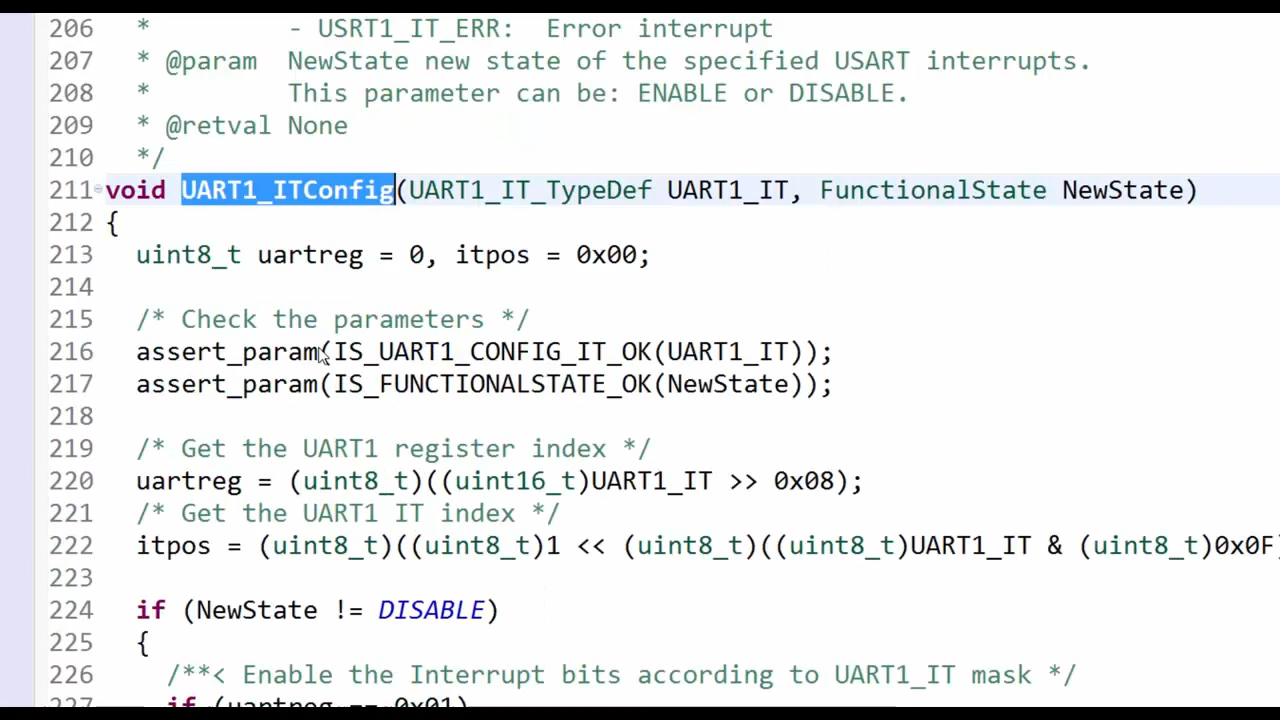 206 * - USRT1_IT_ERR: Error interrupt
207 * @param NewState new state of the specified USART interrupts.
208 * This parameter can be: ENABLE or DISABLE.
209 * @retval None
210 */
211 void UART1_ITConfig(UART1_IT_TypeDef UART1_IT, FunctionalState NewState)
212 {
213 uint8_t uartreg = 0, itpos = 0x00;
214
215 /* Check the parameters */
216 assert_param(IS_UART1_CONFIG_IT_OK(UART1_IT));
217 assert_param(IS_FUNCTIONALSTATE_OK(NewState));
218
219 /* Get the UART1 register index */
220 uartreg = (uint8_t)((uint16_t)UART1_IT >> 0x08);
221 /* Get the UART1 IT index */
222 itpos = (uint8_t)((uint8_t)1 << (uint8_t)((uint8_t)UART1_IT & (uint8_t)0x0F)
223
224 if (NewState != DISABLE)
225 {
226 /**< Enable the Interrupt bits according to UART1_IT mask */
227 if (uartreg == 0x01)